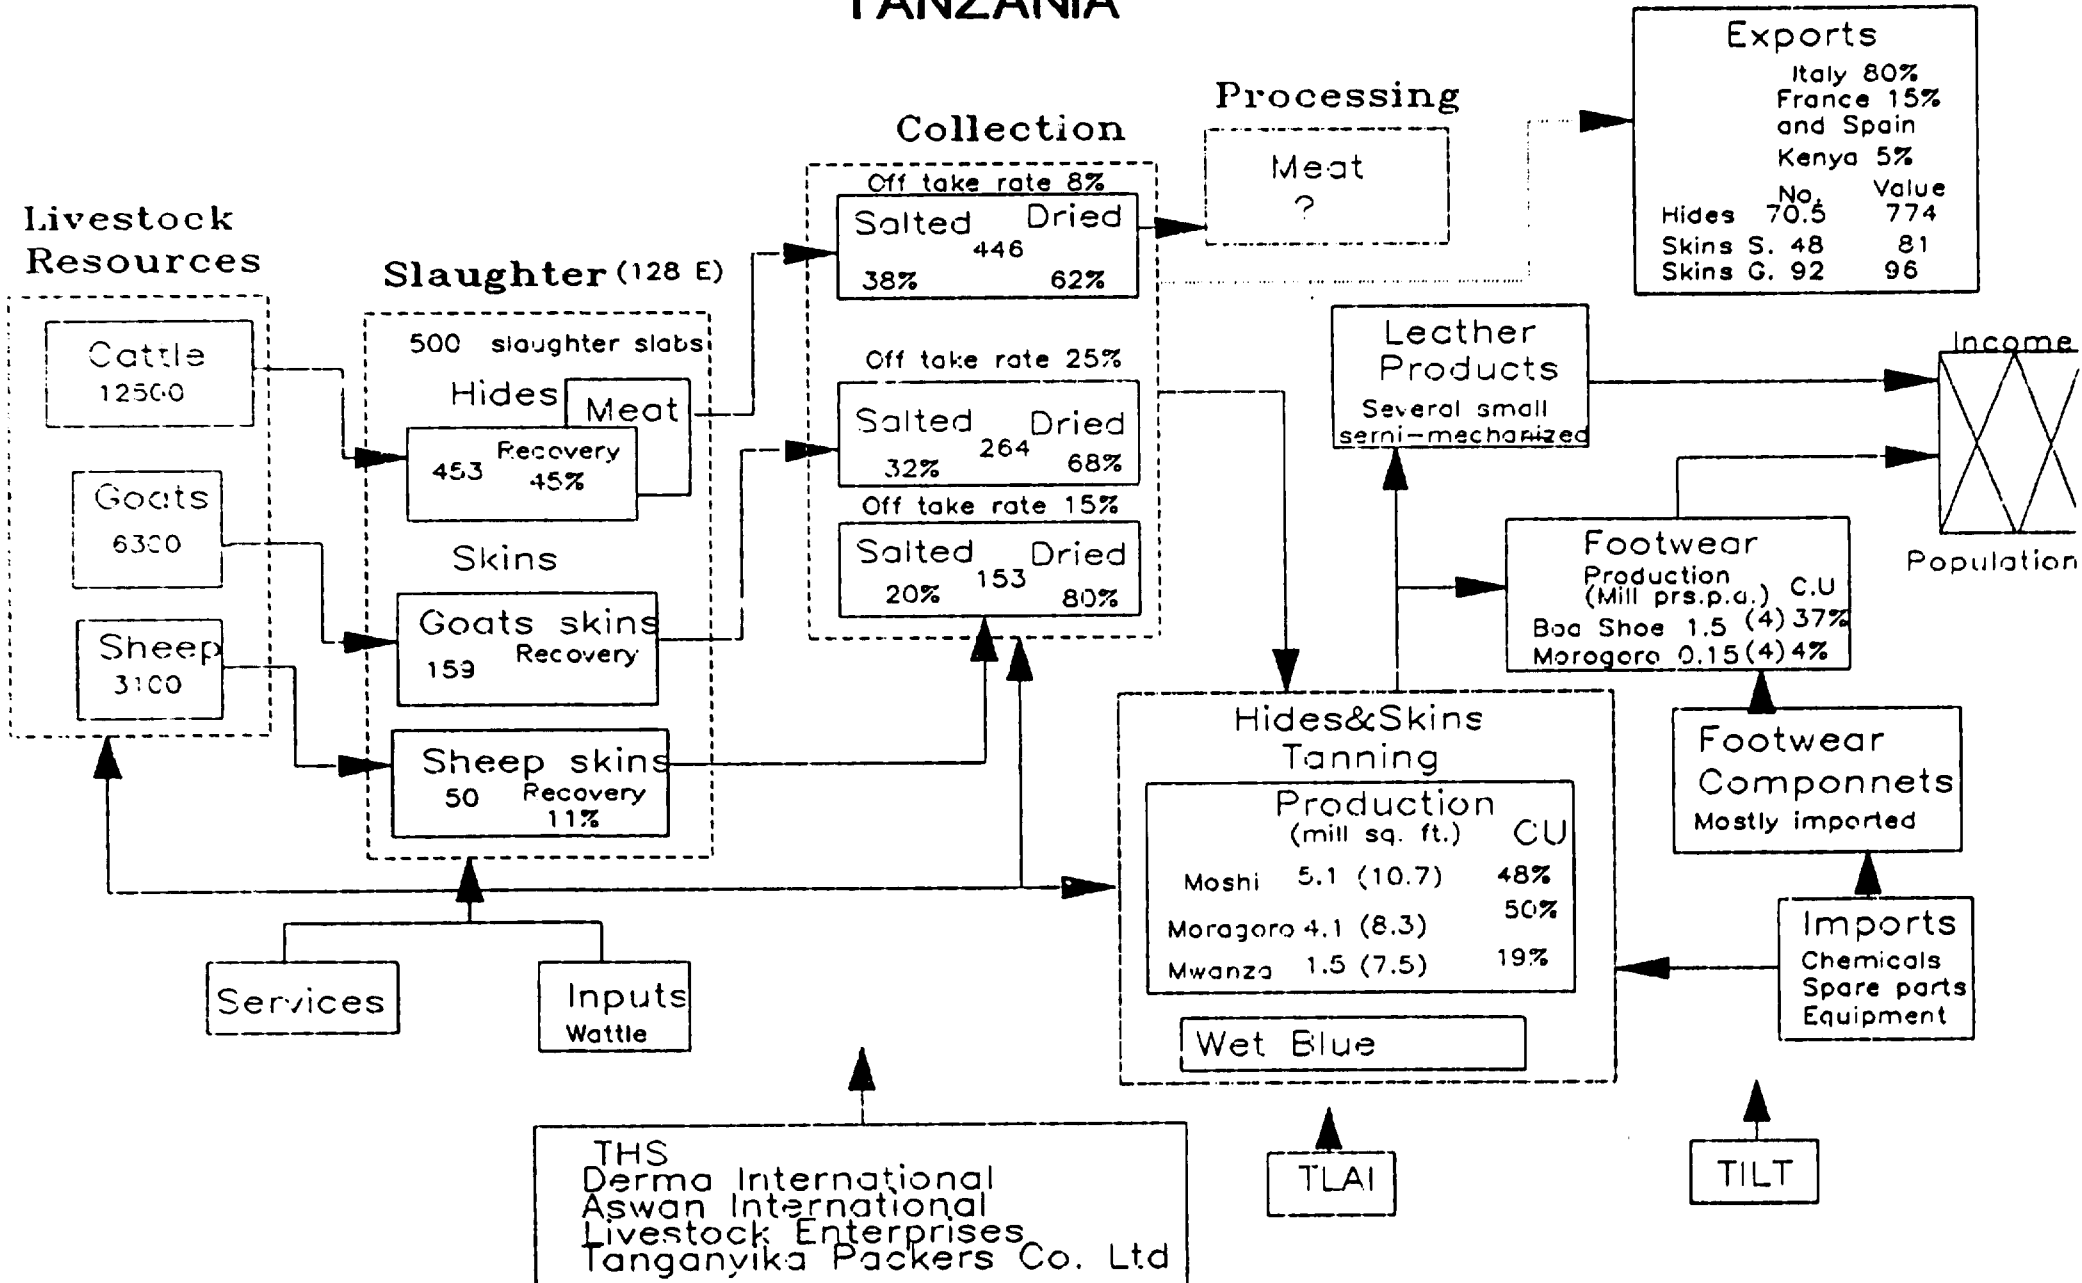 TANZANIA
Exports
Italy 80%
France 15%
and Spain
Kenya 5%
No. Value
Hides 70.5 774
Skins S. 48 81
Skins G. 92 96
Processing
Meat
?
Collection
Off take rate 8%
Salted Dried
446
38% 62%
Off take rate 25%
Salted Dried
264
32% 68%
Off take rate 15%
Salted Dried
153
20% 80%
Livestock
Resources
Cattle
12500
Goats
6300
Sheep
3100
Slaughter (128 E)
500 slaughter slabs
Hides
Meat
Recovery
453 45%
Skins
Goats skins
Recovery
159
Sheep skins
50 Recovery
11%
Leather
Products
Several small
semi-mechanized
Income
Population
Footwear
Production
(Mill prs.p.a.) C.U
Boa Shoe 1.5 (4) 37%
Morogoro 0.15 (4) 4%
Footwear
Componnets
Mostly imported
Hides&Skins
Tanning
Production
(mill sq. ft.) CU
Moshi 5.1 (10.7) 48%
50%
Moragoro 4.1 (8.3)
Mwanza 1.5 (7.5) 19%
Wet Blue
Imports
Chemicals
Spare parts
Equipment
Services
Inputs
Wattle
THS
Derma International
Aswan International
Livestock Enterprises
Tanganyika Packers Co. Ltd
TLAI
TILT